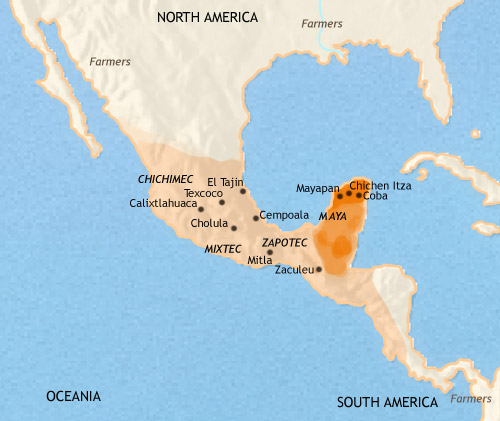 NORTH AMERICA
Farmers
Farmers
CHICHIMEC
El Tajin
Texcoco
Calixtlahuaca
Cempoala
Cholula
Mayapan
Chichen Itza
Coba
MAYA
MIXTEC
ZAPOTEC
Mitla
Zaculeu
OCEANIA
SOUTH AMERICA
Farmers